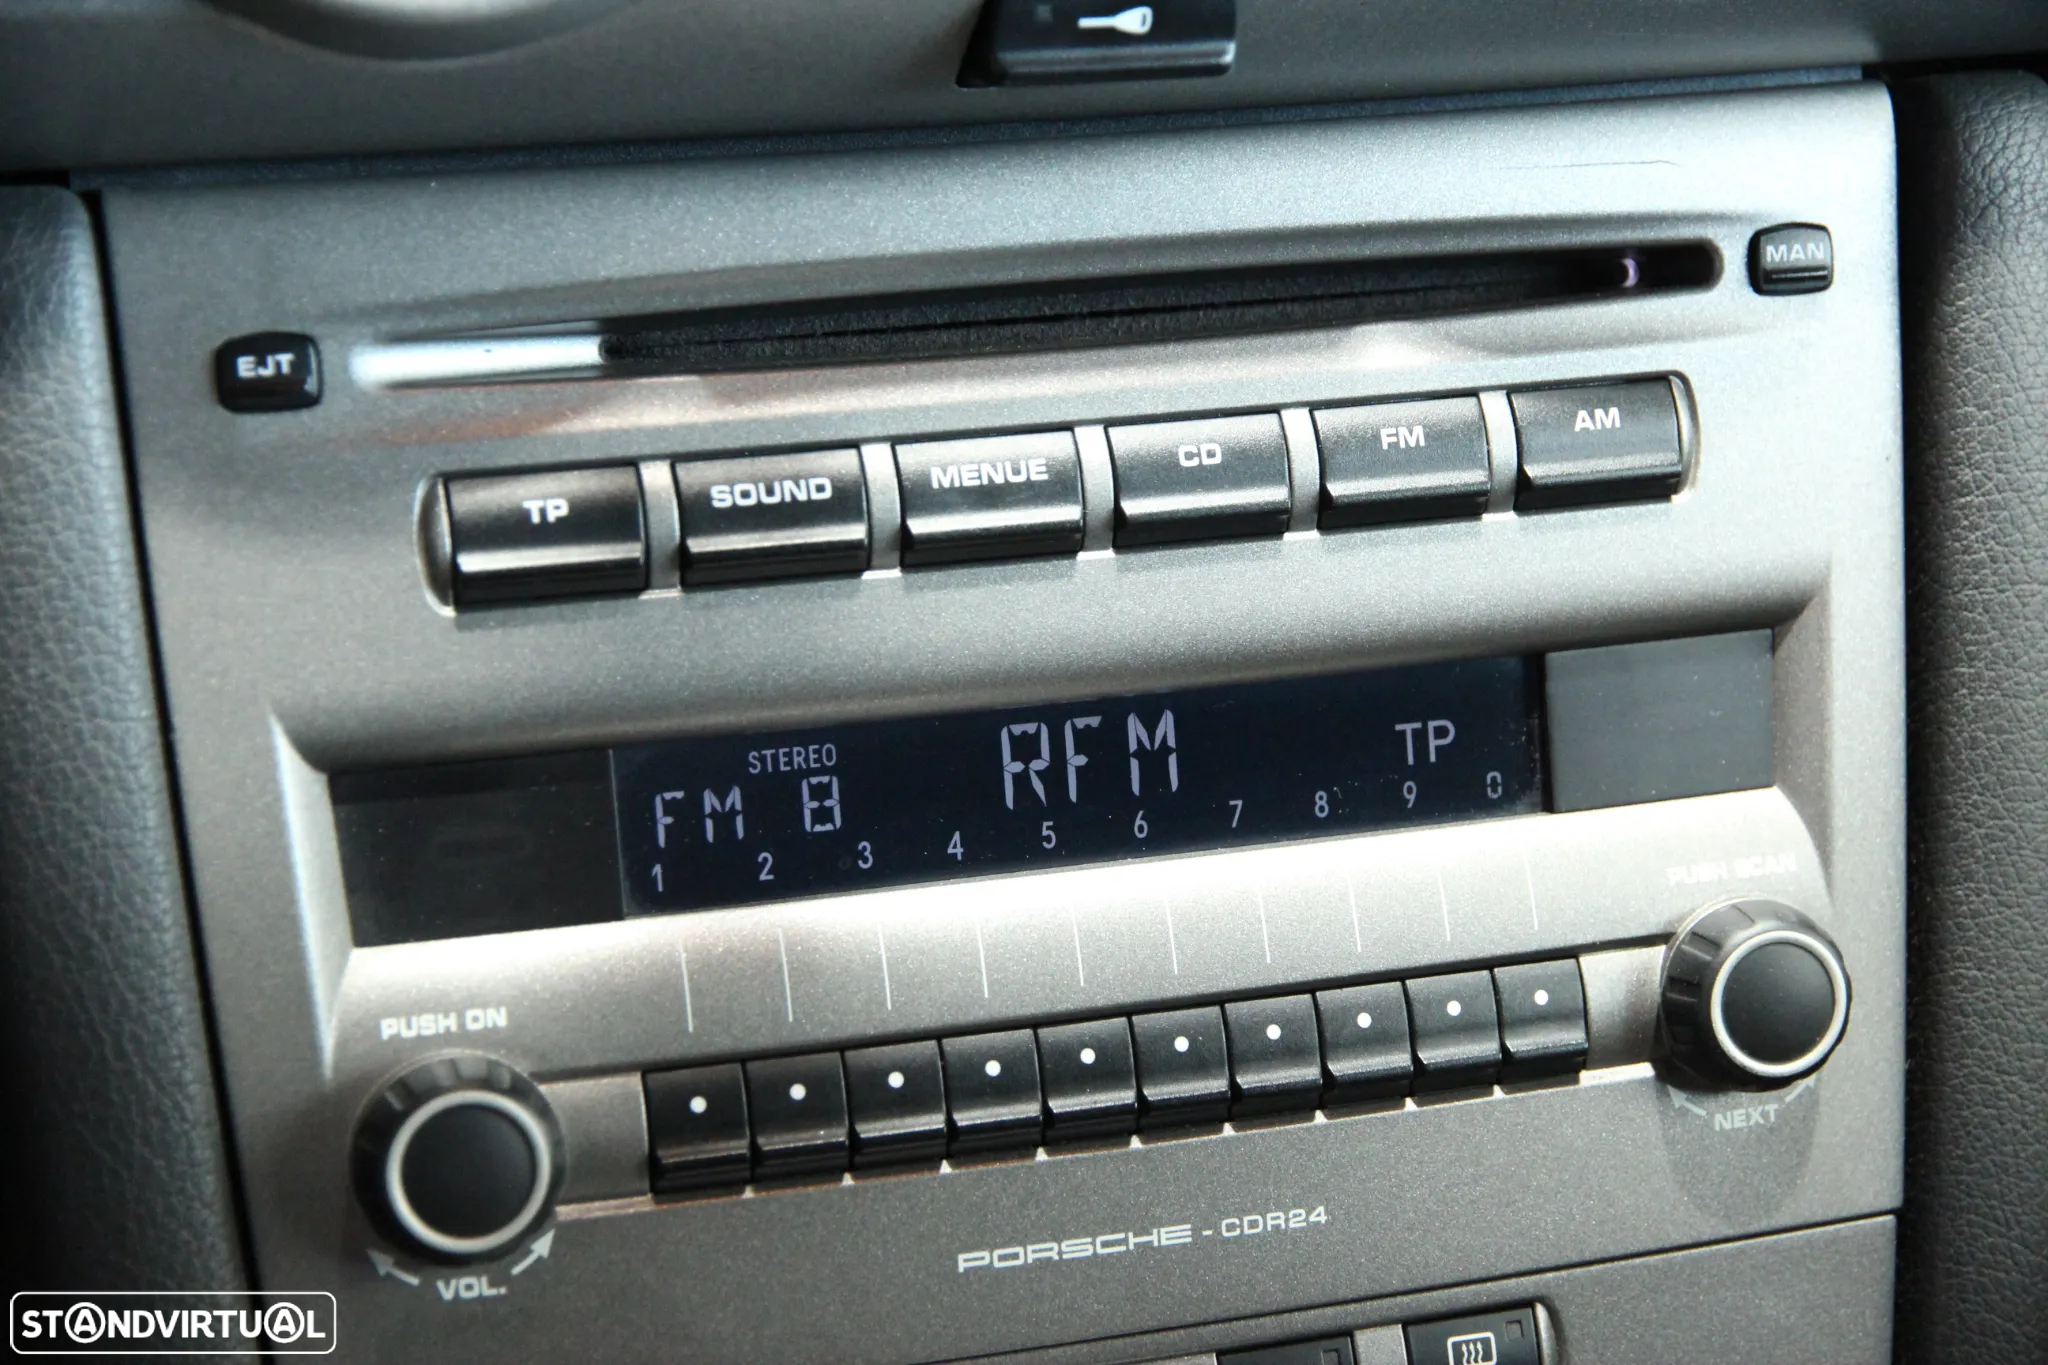 MAN
EJT
TP SOUND MENUE CD FM AM
STEREO RFM TP
FM
1 2 3 4 5 6 7 8 9 0
PUSH SCAN
PUSH ON
NEXT
VOL.
PORSCHE - CDR24
STANDVIRTUAL